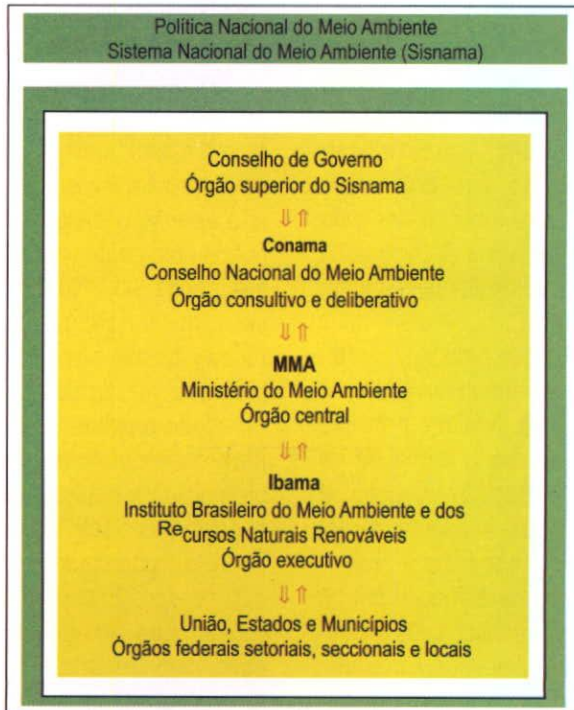 Política Nacional do Meio Ambiente
Sistema Nacional do Meio Ambiente (Sisnama)
Conselho de Governo
Órgão superior do Sisnama
⇓⇑
Conama
Conselho Nacional do Meio Ambiente
Órgão consultivo e deliberativo
⇓⇑
MMA
Ministério do Meio Ambiente
Órgão central
⇓⇑
Ibama
Instituto Brasileiro do Meio Ambiente e dos
Recursos Naturais Renováveis
Órgão executivo
⇓⇑
União, Estados e Municípios
Órgãos federais setoriais, seccionais e locais